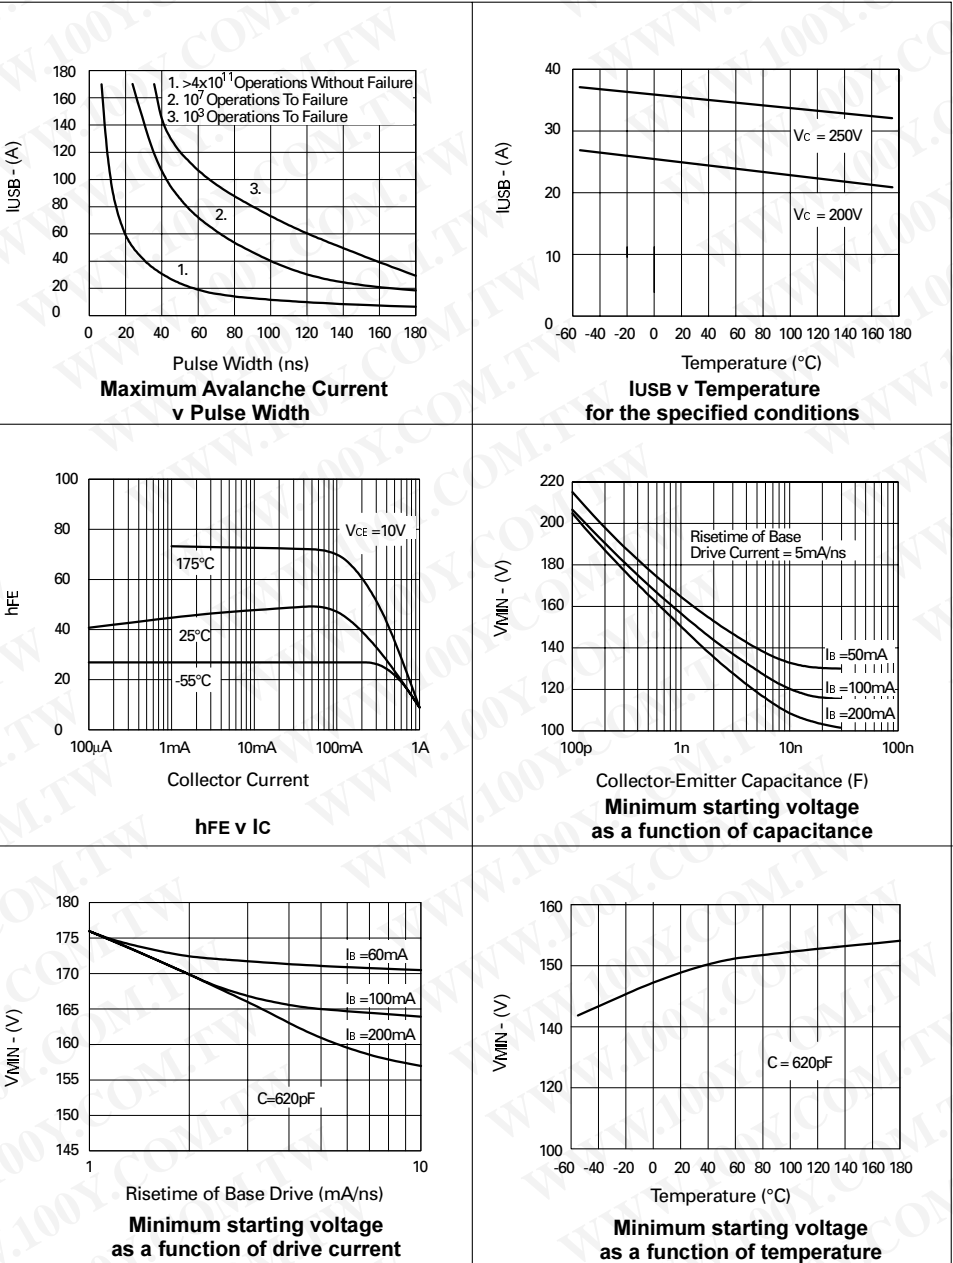 180
160
140
120
100
80
60
40
20
0
IUSB - (A)
1. >4x10¹¹ Operations Without Failure
2. 10⁷ Operations To Failure
3. 10³ Operations To Failure
3.
2.
1.
0 20 40 60 80 100 120 140 160 180
Pulse Width (ns)
Maximum Avalanche Current
v Pulse Width
40
30
20
10
0
IUSB - (A)
VC = 250V
VC = 200V
-60 -40 -20 0 20 40 60 80 100 120 140 160 180
Temperature (°C)
IUSB v Temperature
for the specified conditions
100
80
60
40
20
0
hFE
VCE =10V
175°C
25°C
-55°C
100µA 1mA 10mA 100mA 1A
Collector Current
hFE v IC
220
200
180
160
140
120
100
VMIN - (V)
Risetime of Base
Drive Current = 5mA/ns
IB =50mA
IB =100mA
IB =200mA
100p 1n 10n 100n
Collector-Emitter Capacitance (F)
Minimum starting voltage
as a function of capacitance
180
175
170
165
160
155
150
145
VMIN - (V)
IB =60mA
IB =100mA
IB =200mA
C=620pF
1 10
Risetime of Base Drive (mA/ns)
Minimum starting voltage
as a function of drive current
160
150
140
120
100
VMIN - (V)
C = 620pF
-60 -40 -20 0 20 40 60 80 100 120 140 160 180
Temperature (°C)
Minimum starting voltage
as a function of temperature
WWW.100Y.COM.TW